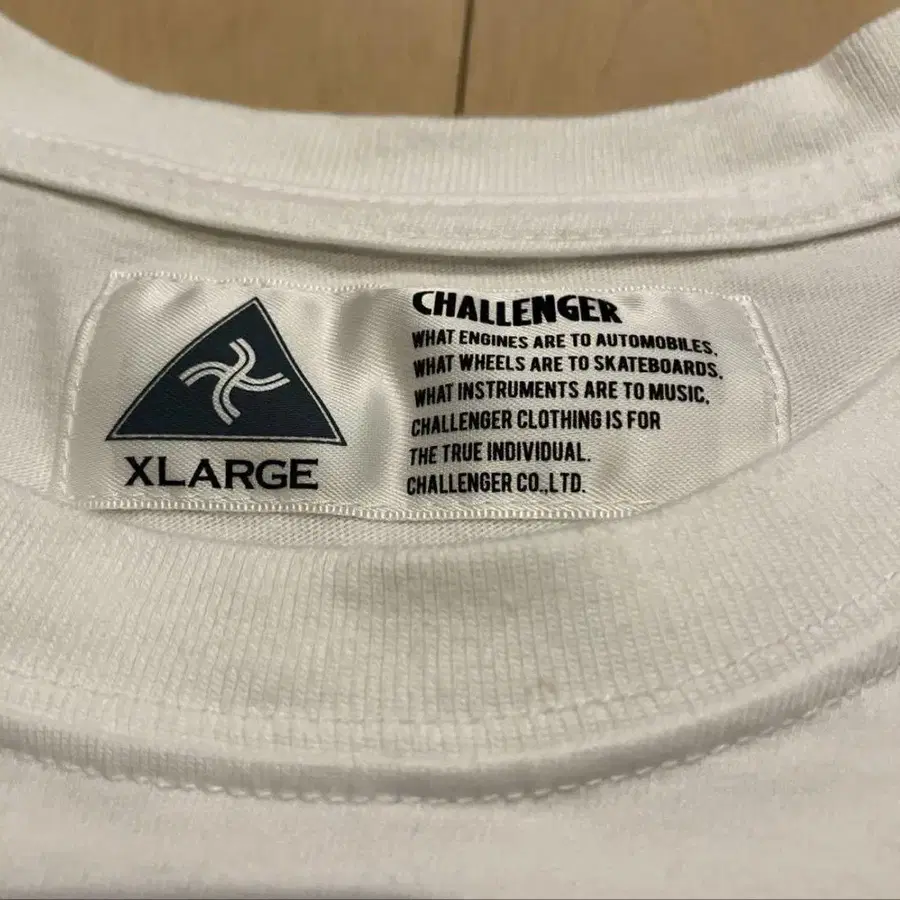 XLARGE
CHALLENGER
WHAT ENGINES ARE TO AUTOMOBILES.
WHAT WHEELS ARE TO SKATEBOARDS.
WHAT INSTRUMENTS ARE TO MUSIC.
CHALLENGER CLOTHING IS FOR
THE TRUE INDIVIDUAL.
CHALLENGER CO.,LTD.